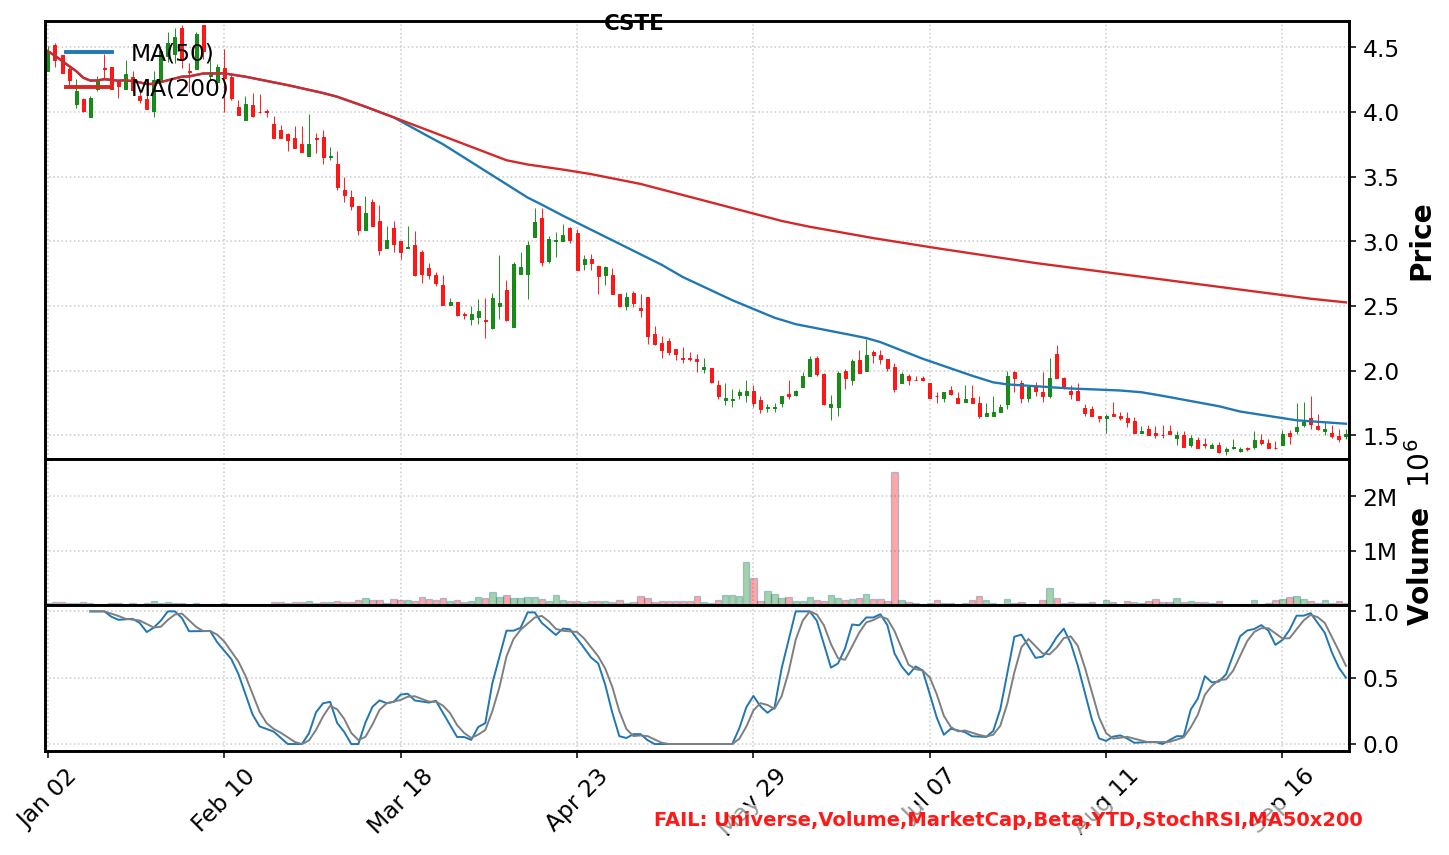 CSTE
MA(50)
MA(200)
4.5
4.0
3.5
3.0
2.5
2.0
1.5
Price
2M
1M
Volume 10^6
1.0
0.5
0.0
Jan 02
Feb 10
Mar 18
Apr 23
May 29
Jul 07
Aug 11
Sep 16
FAIL: Universe,Volume,MarketCap,Beta,YTD,StochRSI,MA50x200